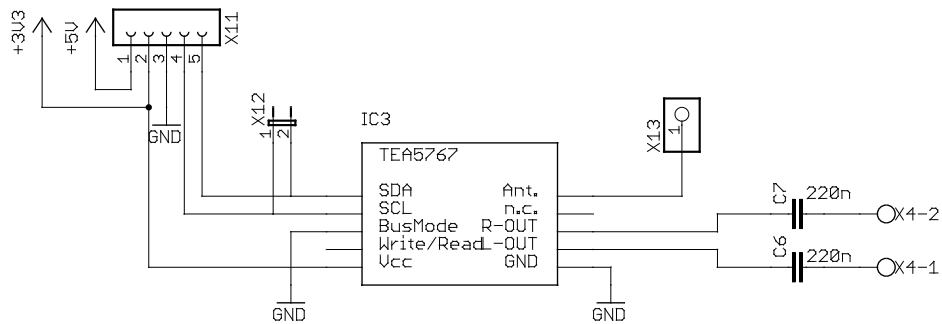 +3V3
+5V
X11
1
2
3
4
5
GND
X12
1
2
IC3
TEA5767
SDA
SCL
BusMode
Write/Read
Vcc
Ant.
n.c.
R-OUT
L-OUT
GND
GND
GND
X13
1
C7
220n
X4-2
C6
220n
X4-1